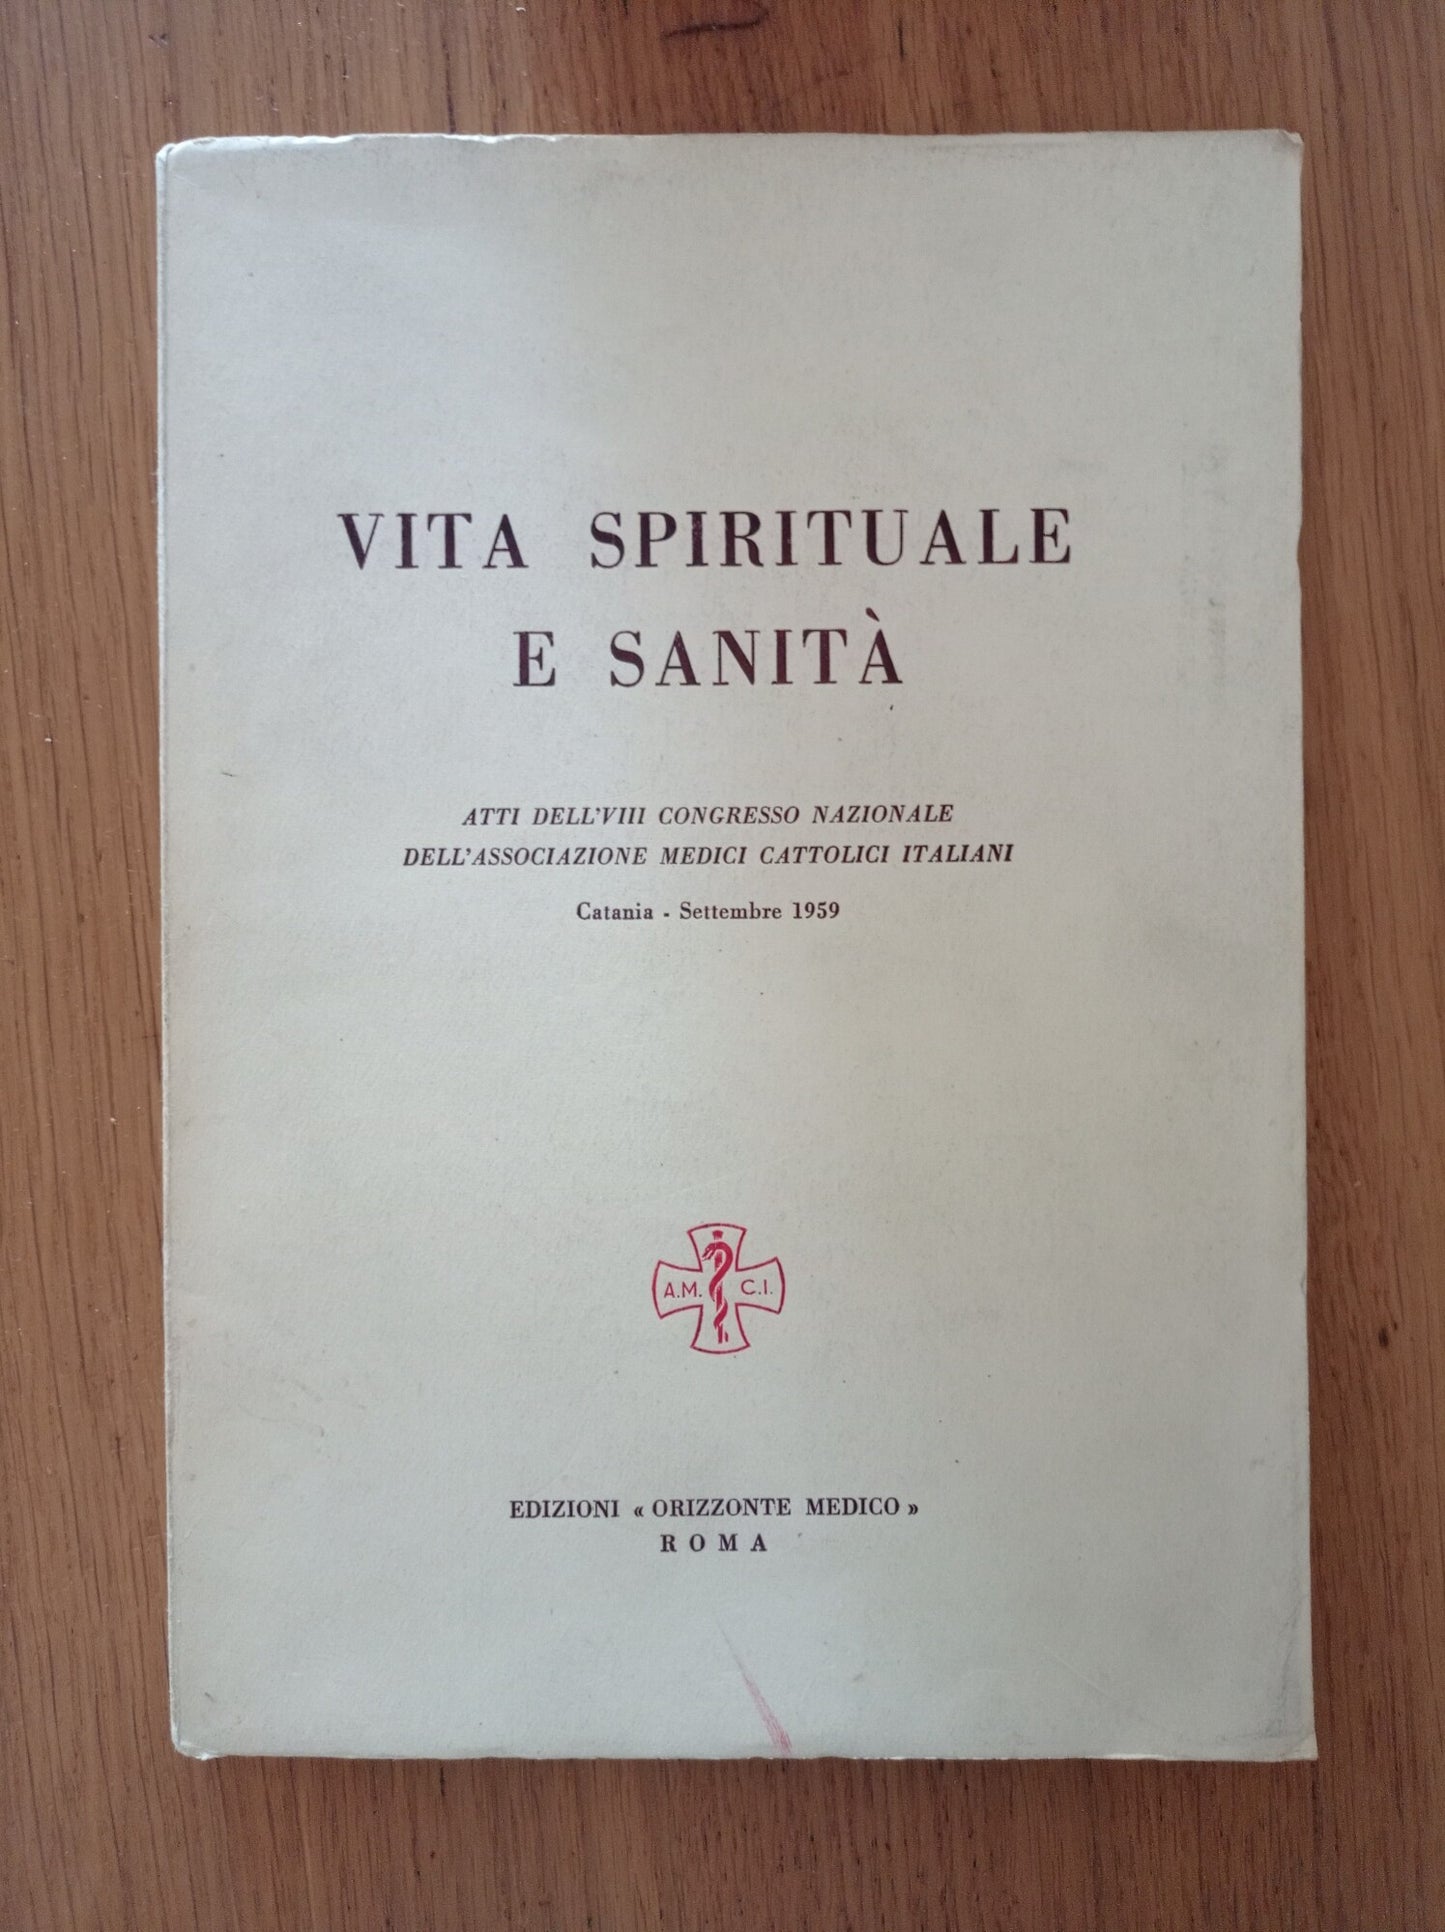 VITA SPIRITUALE
E SANITÀ
ATTI DELL'VIII CONGRESSO NAZIONALE
DELL'ASSOCIAZIONE MEDICI CATTOLICI ITALIANI
Catania - Settembre 1959
A.M. C.I.
EDIZIONI « ORIZZONTE MEDICO »
ROMA